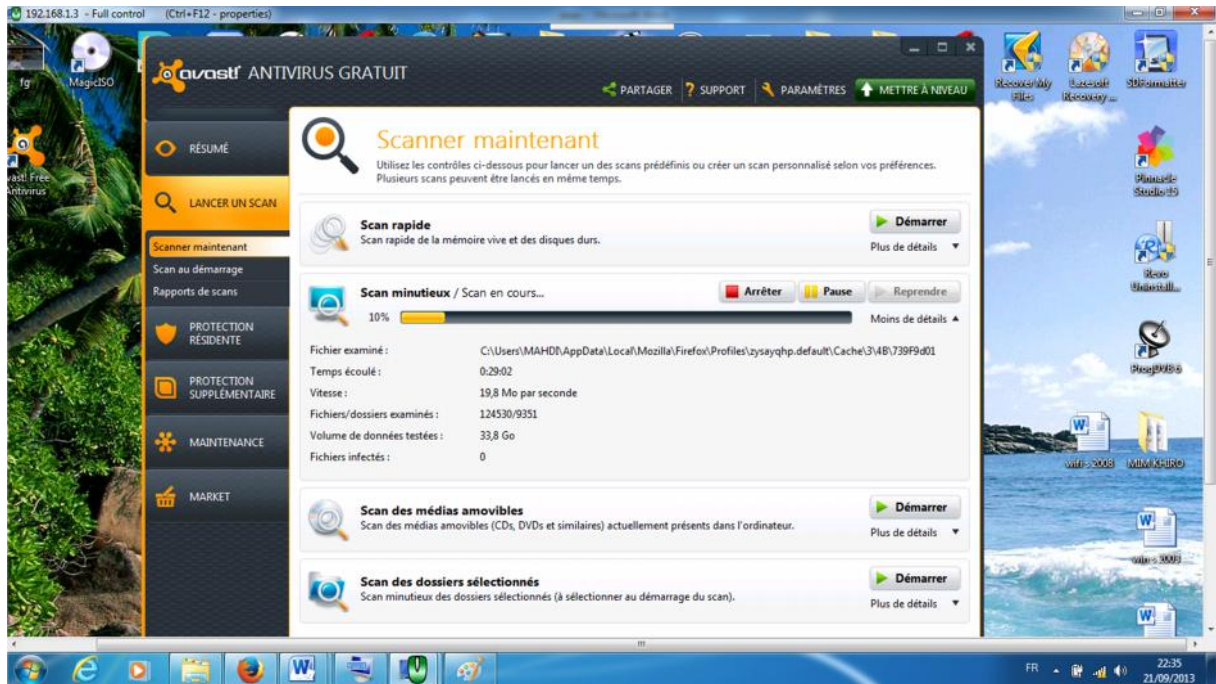 192.168.1.3 - Full control (Ctrl+F12 - properties)
fg
MagicISO
avast! ANTIVIRUS GRATUIT
PARTAGER
SUPPORT
PARAMÈTRES
METTRE À NIVEAU
Recover My Files
Lazesoft Recovery ...
SDFormatter
vast! Free Antivirus
RÉSUMÉ
LANCER UN SCAN
Scanner maintenant
Scan au démarrage
Rapports de scans
PROTECTION RÉSIDENTE
PROTECTION SUPPLÉMENTAIRE
MAINTENANCE
MARKET
Scanner maintenant
Utilisez les contrôles ci-dessous pour lancer un des scans prédéfinis ou créer un scan personnalisé selon vos préférences.
Plusieurs scans peuvent être lancés en même temps.
Scan rapide
Démarrer
Scan rapide de la mémoire vive et des disques durs.
Plus de détails
Scan minutieux / Scan en cours...
Arrêter
Pause
Reprendre
10%
Moins de détails
Fichier examiné : C:\Users\MAHDI\AppData\Local\Mozilla\Firefox\Profiles\zysayqhp.default\Cache\3\4B\739F9d01
Temps écoulé : 0:29:02
Vitesse : 19,8 Mo par seconde
Fichiers/dossiers examinés : 124530/9351
Volume de données testées : 33,8 Go
Fichiers infectés : 0
Scan des médias amovibles
Démarrer
Scan des médias amovibles (CDs, DVDs et similaires) actuellement présents dans l'ordinateur.
Plus de détails
Scan des dossiers sélectionnés
Démarrer
Scan minutieux des dossiers sélectionnés (à sélectionner au démarrage du scan).
Plus de détails
Pinnacle Studio 15
Revo Uninstall...
ProgDVB 6
win - s 2008
MIMI KHIRO
win - s 2003
FR
22:35
21/09/2013